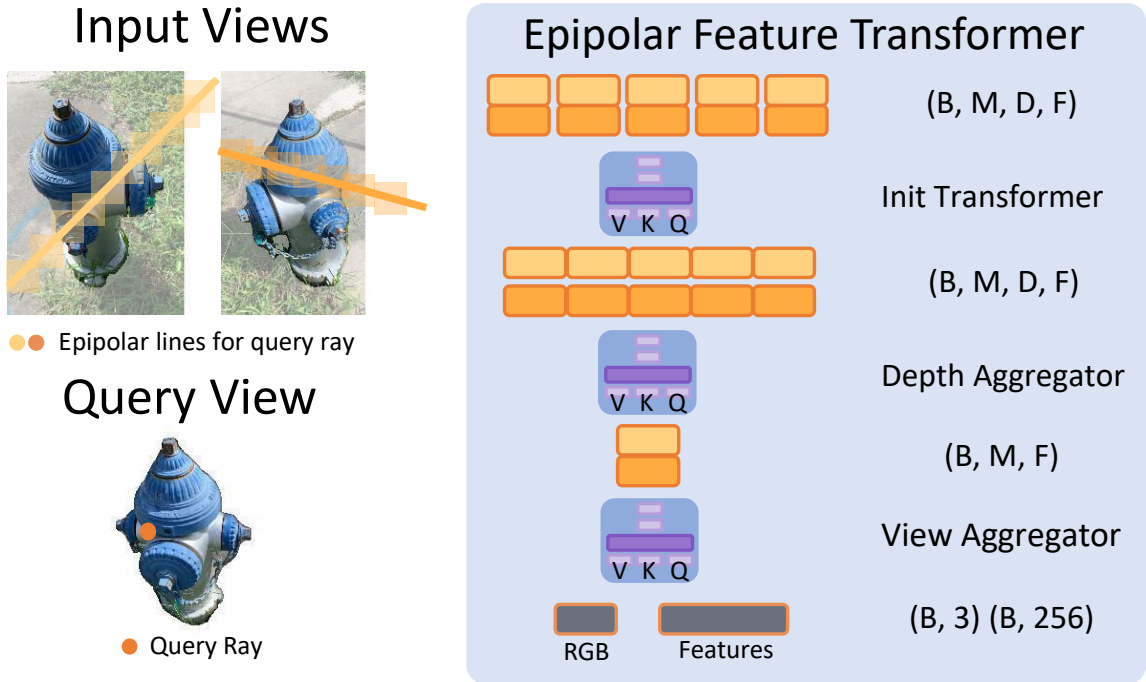 Input Views
Epipolar lines for query ray
Query View
Query Ray
Epipolar Feature Transformer
(B, M, D, F)
V K Q
Init Transformer
(B, M, D, F)
V K Q
Depth Aggregator
(B, M, F)
V K Q
View Aggregator
(B, 3) (B, 256)
RGB
Features